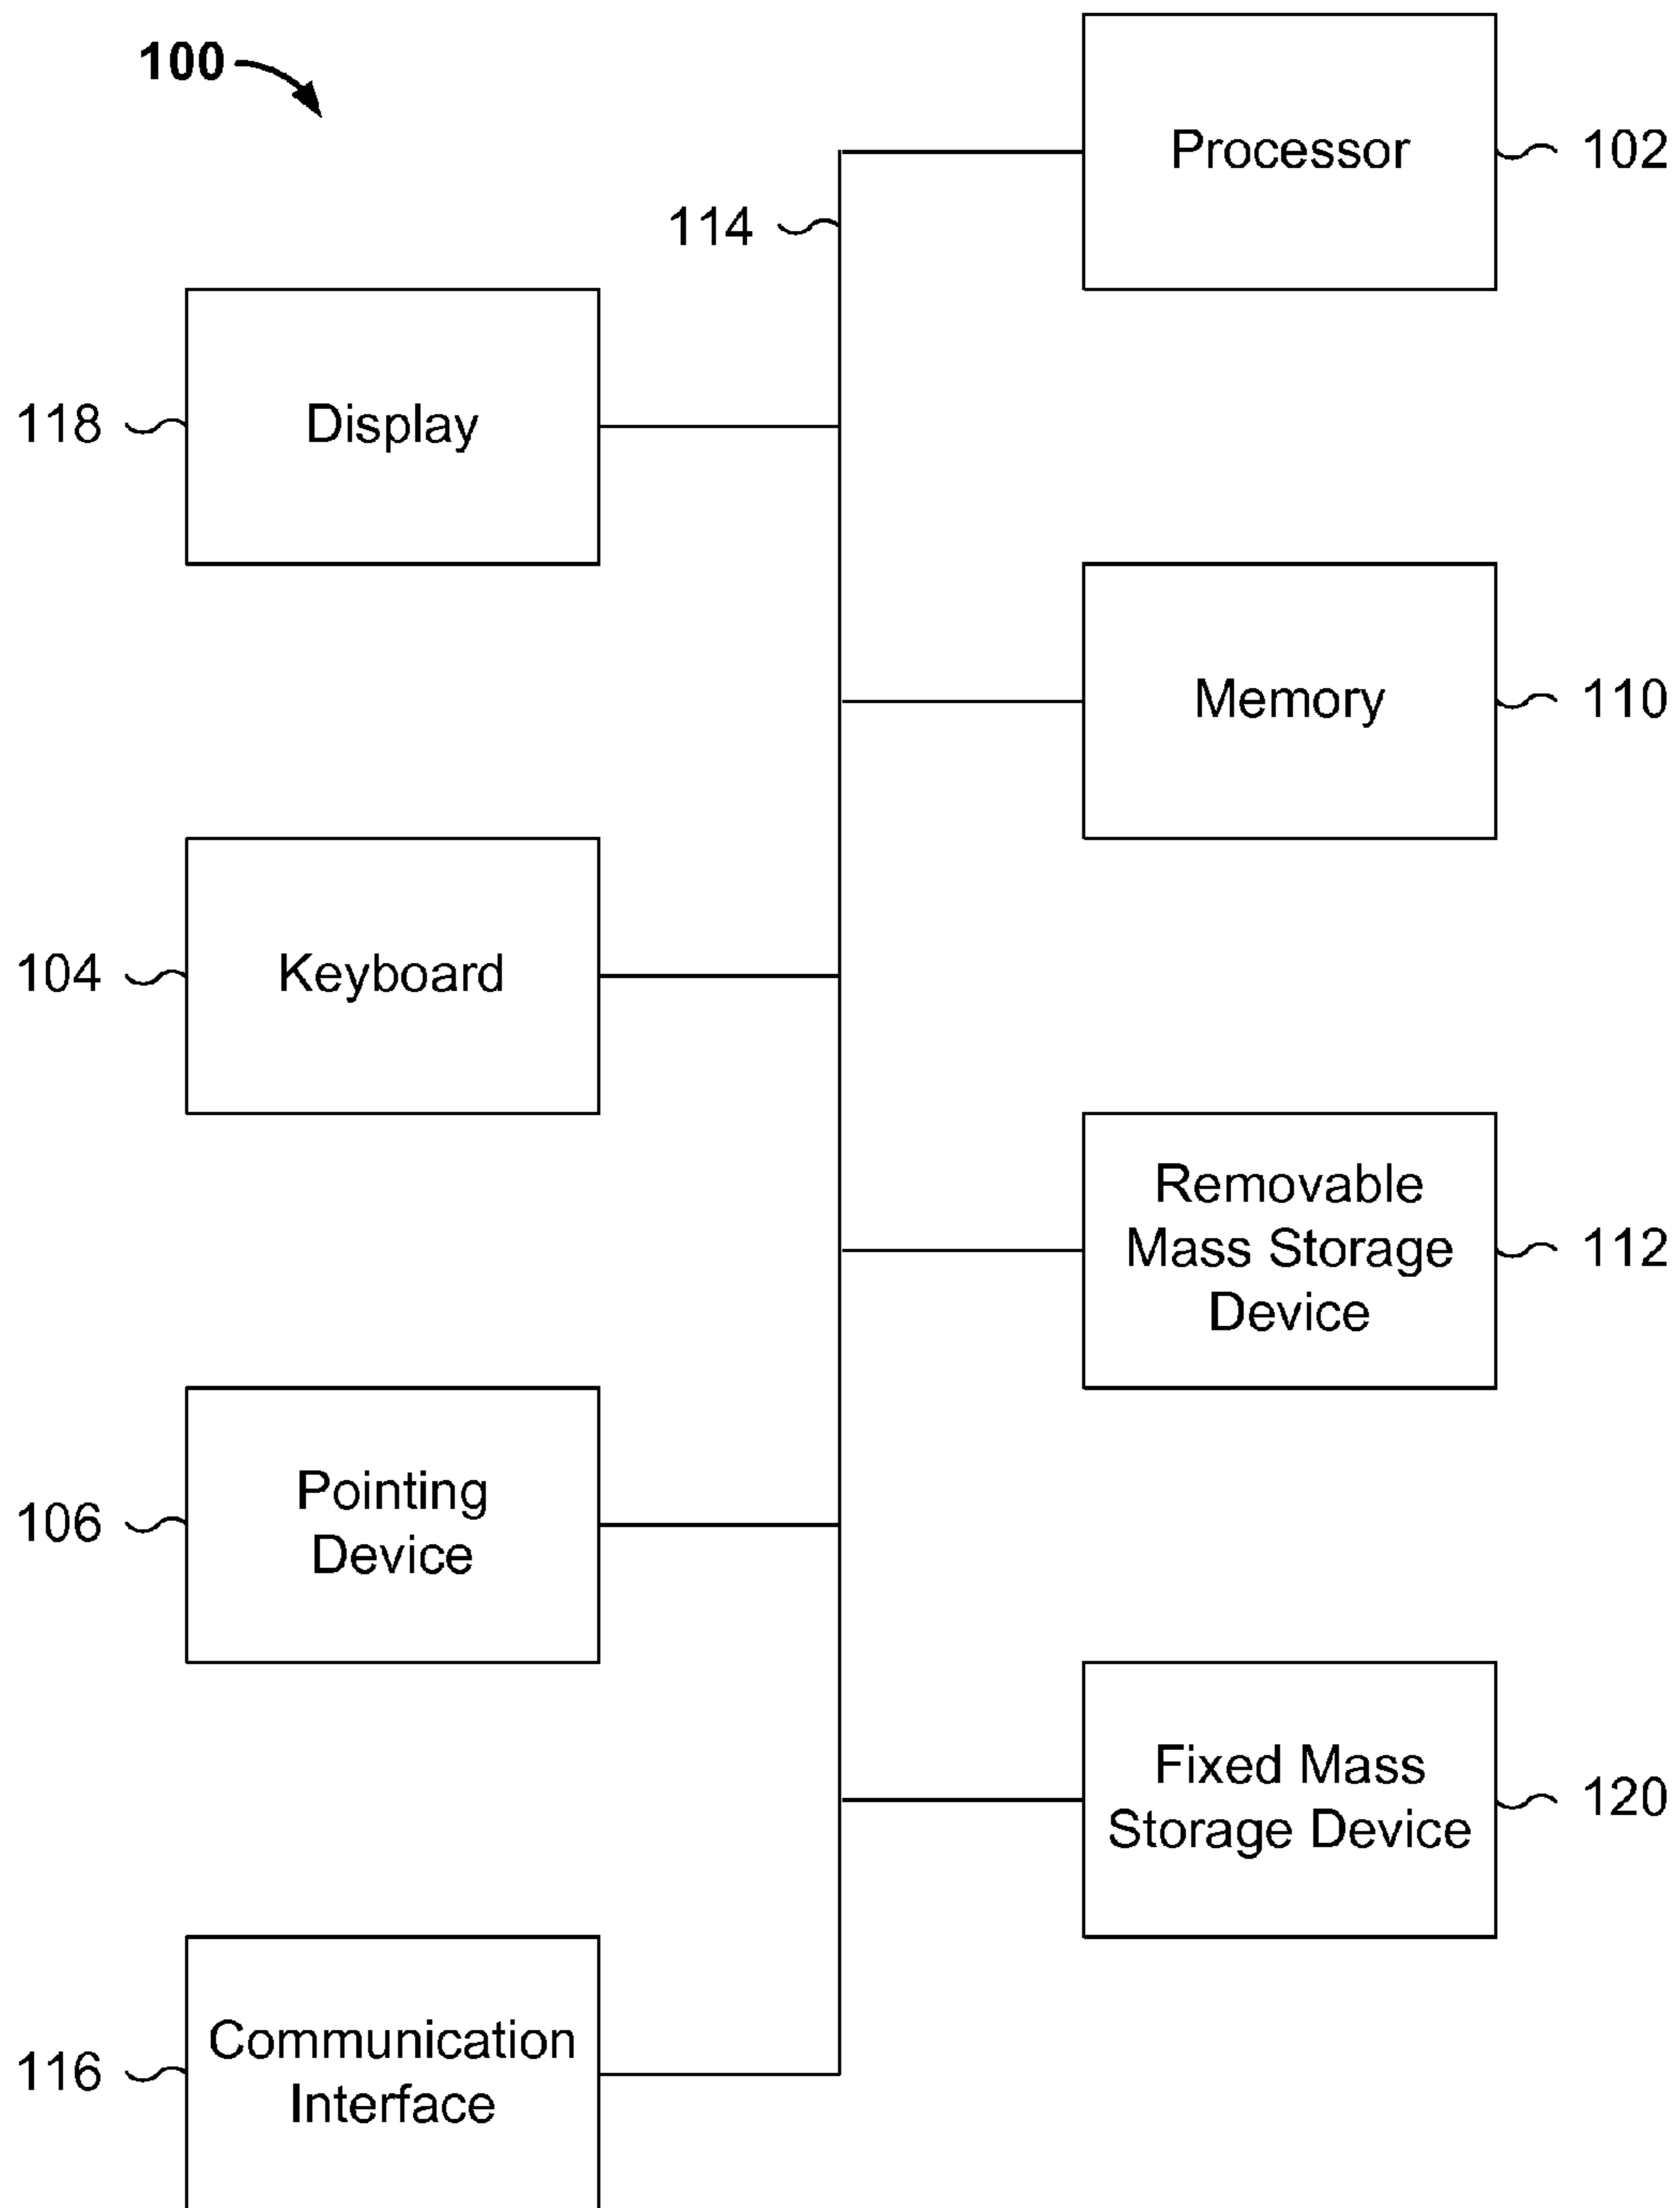 100
Processor
102
114
118
Display
Memory
110
104
Keyboard
Removable
Mass Storage
Device
112
106
Pointing
Device
Fixed Mass
Storage Device
120
116
Communication
Interface